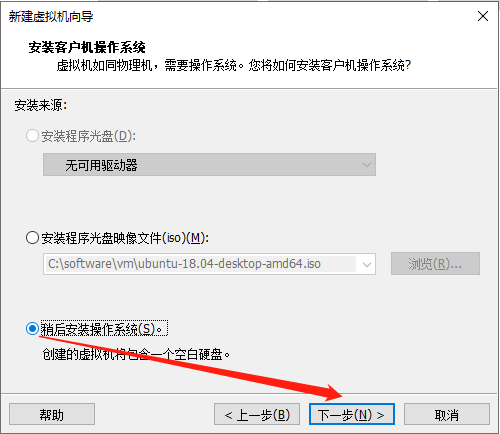 新建虚拟机向导
安装客户机操作系统
虚拟机如同物理机，需要操作系统。您将如何安装客户机操作系统?
安装来源:
安装程序光盘(D):
无可用驱动器
安装程序光盘映像文件(iso)(M):
C:\software\vm\ubuntu-18.04-desktop-amd64.iso
浏览(R)...
稍后安装操作系统(S)。
创建的虚拟机将包含一个空白硬盘。
帮助
< 上一步(B)
下一步(N) >
取消